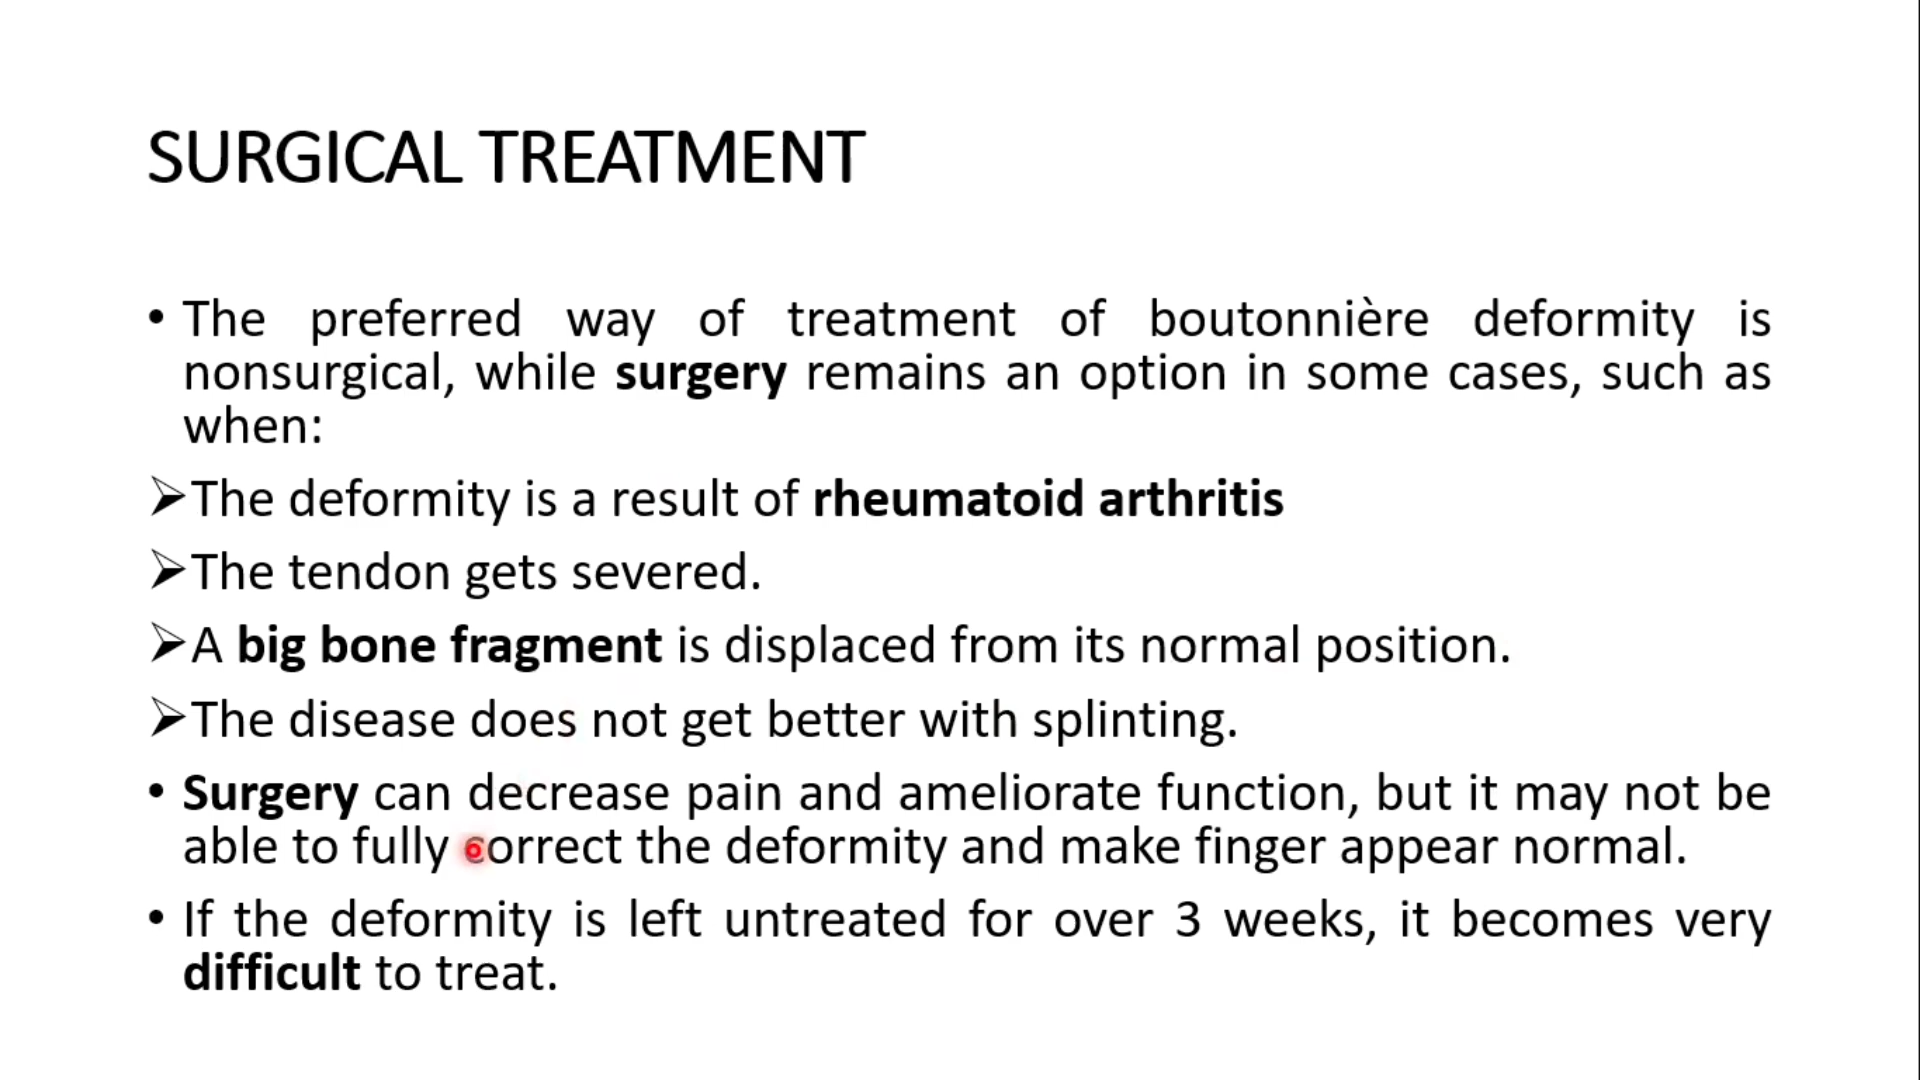 SURGICAL TREATMENT
• The preferred way of treatment of boutonnière deformity is
nonsurgical, while surgery remains an option in some cases, such as
when:
➢The deformity is a result of rheumatoid arthritis
➢The tendon gets severed.
➢A big bone fragment is displaced from its normal position.
➢The disease does not get better with splinting.
• Surgery can decrease pain and ameliorate function, but it may not be
able to fully correct the deformity and make finger appear normal.
• If the deformity is left untreated for over 3 weeks, it becomes very
difficult to treat.